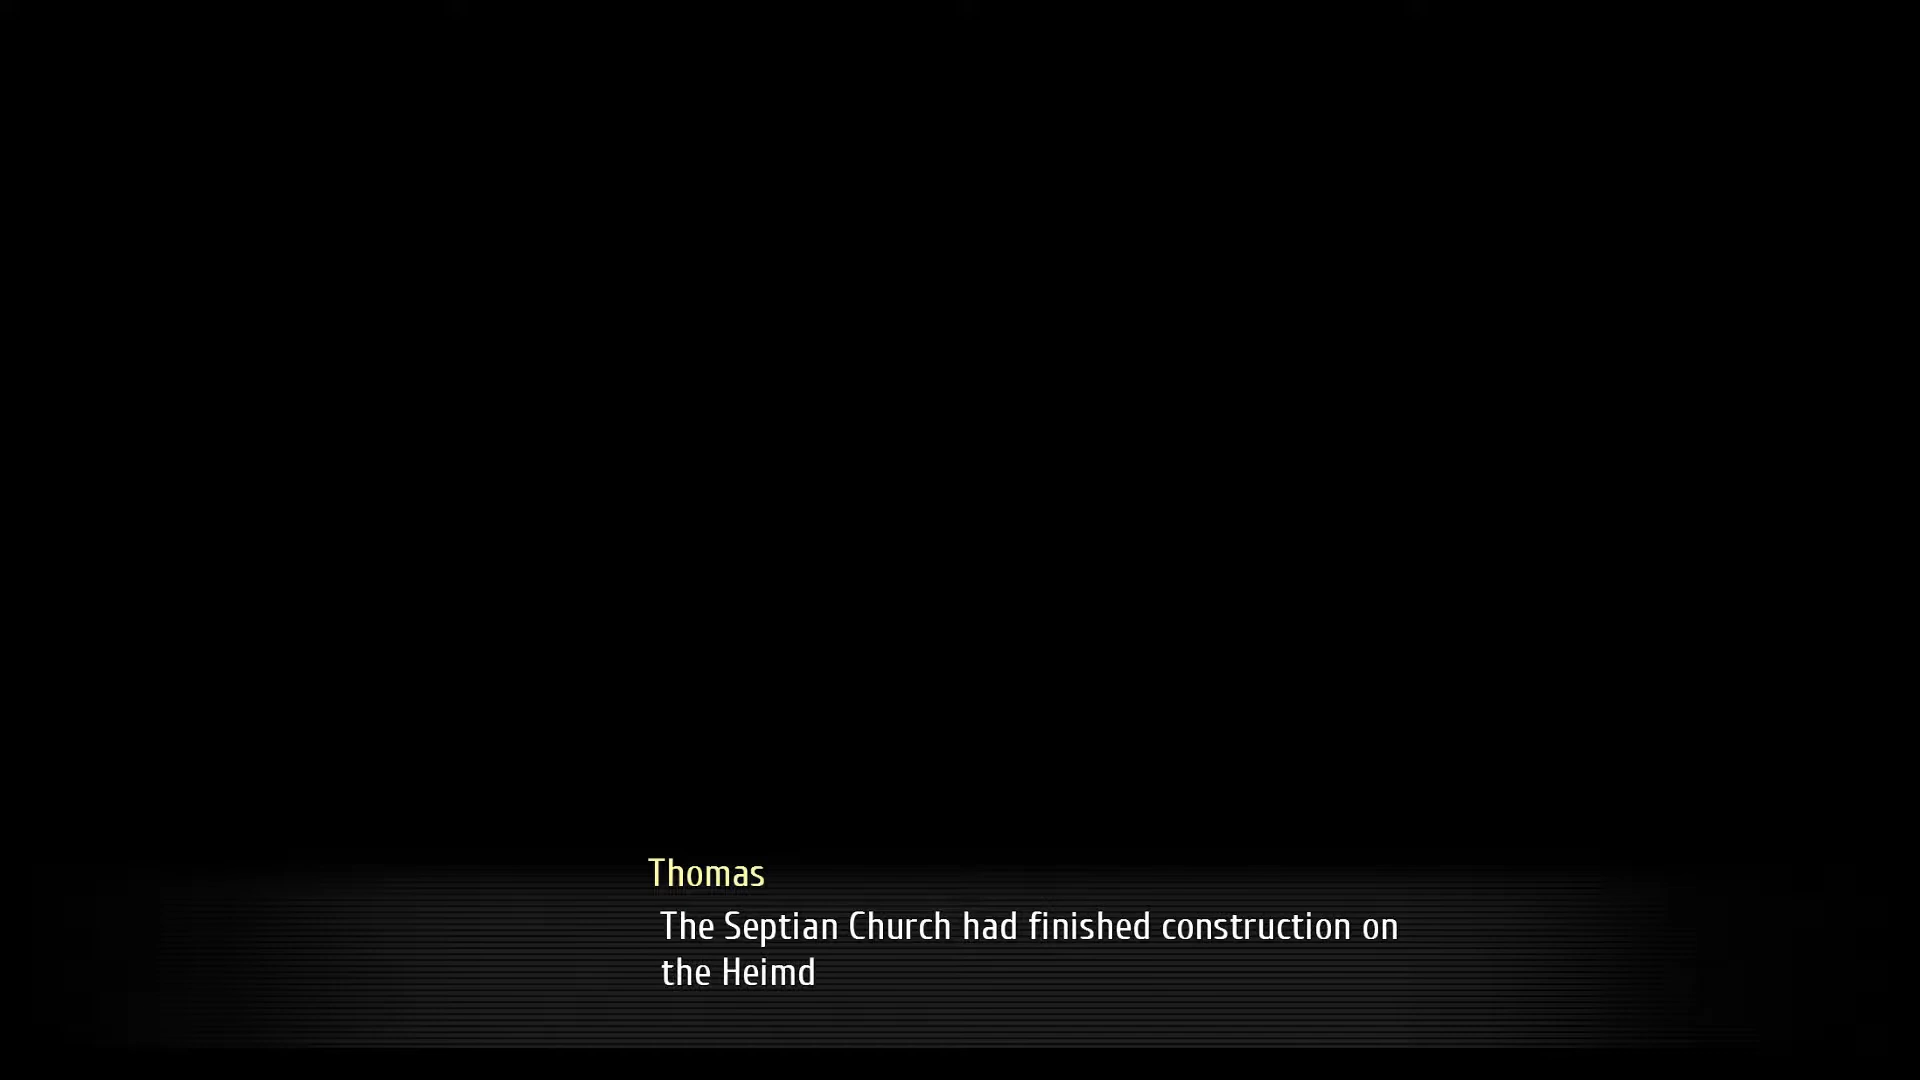 Thomas
The Septian Church had finished construction on
the Heimd